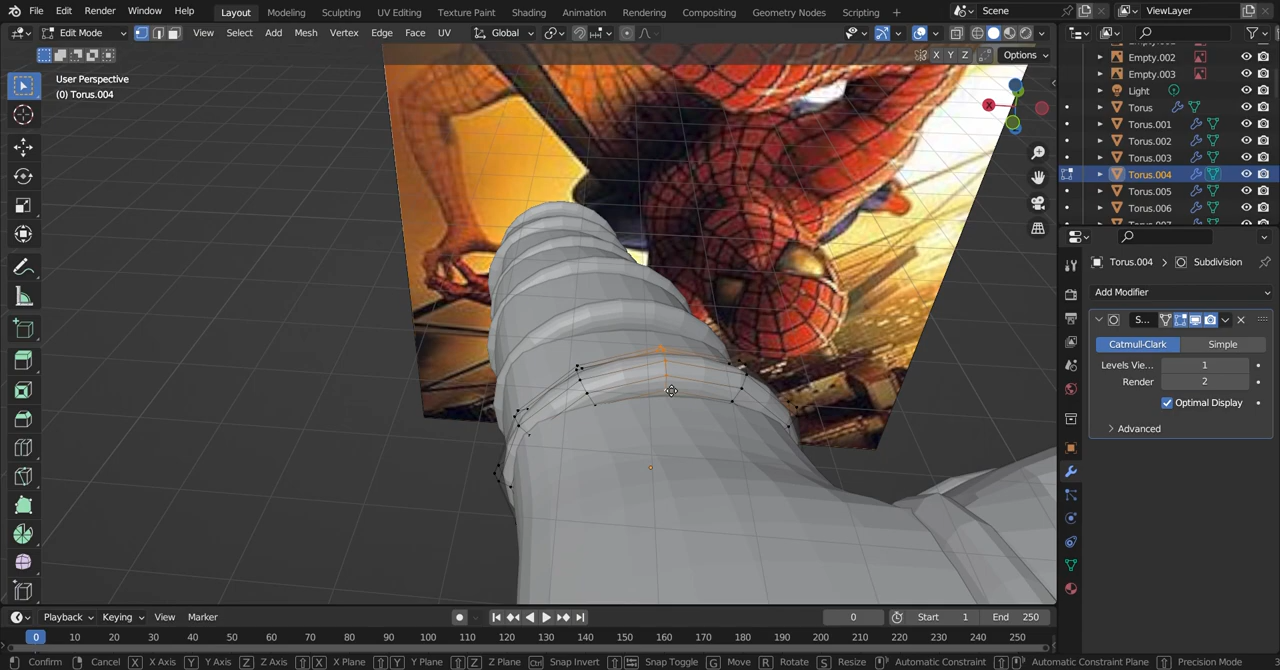 File Edit Render Window Help Layout Modeling Sculpting UV Editing Texture Paint Shading Animation Rendering Compositing Geometry Nodes Scripting Scene ViewLayer
Edit Mode View Select Add Mesh Vertex Edge Face UV Global
X Y Z Options
User Perspective
(0) Torus.004
X
Empty.002
Empty.003
Light
Torus
Torus.001
Torus.002
Torus.003
Torus.004
Torus.005
Torus.006
Torus.004 > Subdivision
Add Modifier
S...
Catmull-Clark Simple
Levels Vie... 1
Render 2
Optimal Display
Advanced
Playback Keying View Marker 0 Start 1 End 250
0 10 20 30 40 50 60 70 80 90 100 110 120 130 140 150 160 170 180 190 200 210 220 230 240 250
Confirm Cancel X X Axis Y Y Axis Z Z Axis X X Plane Y Y Plane Z Z Plane Ctrl Snap Invert Snap Toggle G Move R Rotate S Resize Automatic Constraint Automatic Constraint Plane Precision Mode